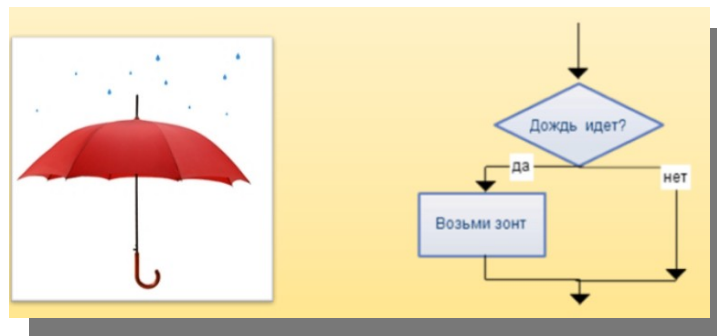 Дождь идет?
да
нет
Возьми зонт